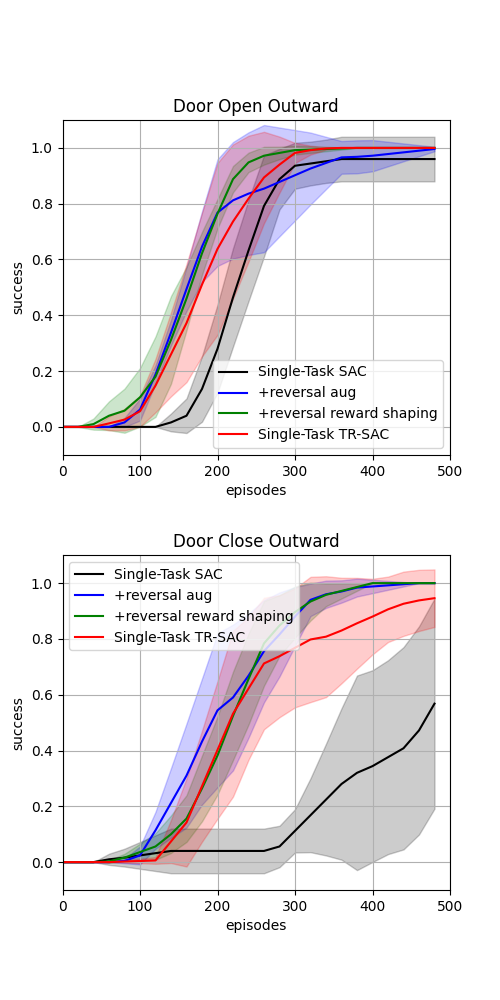 Door Open Outward
1.0
0.8
0.6
0.4
0.2
0.0
success
Single-Task SAC
+reversal aug
+reversal reward shaping
Single-Task TR-SAC
0 100 200 300 400 500
episodes
Door Close Outward
1.0
0.8
0.6
0.4
0.2
0.0
success
Single-Task SAC
+reversal aug
+reversal reward shaping
Single-Task TR-SAC
0 100 200 300 400 500
episodes